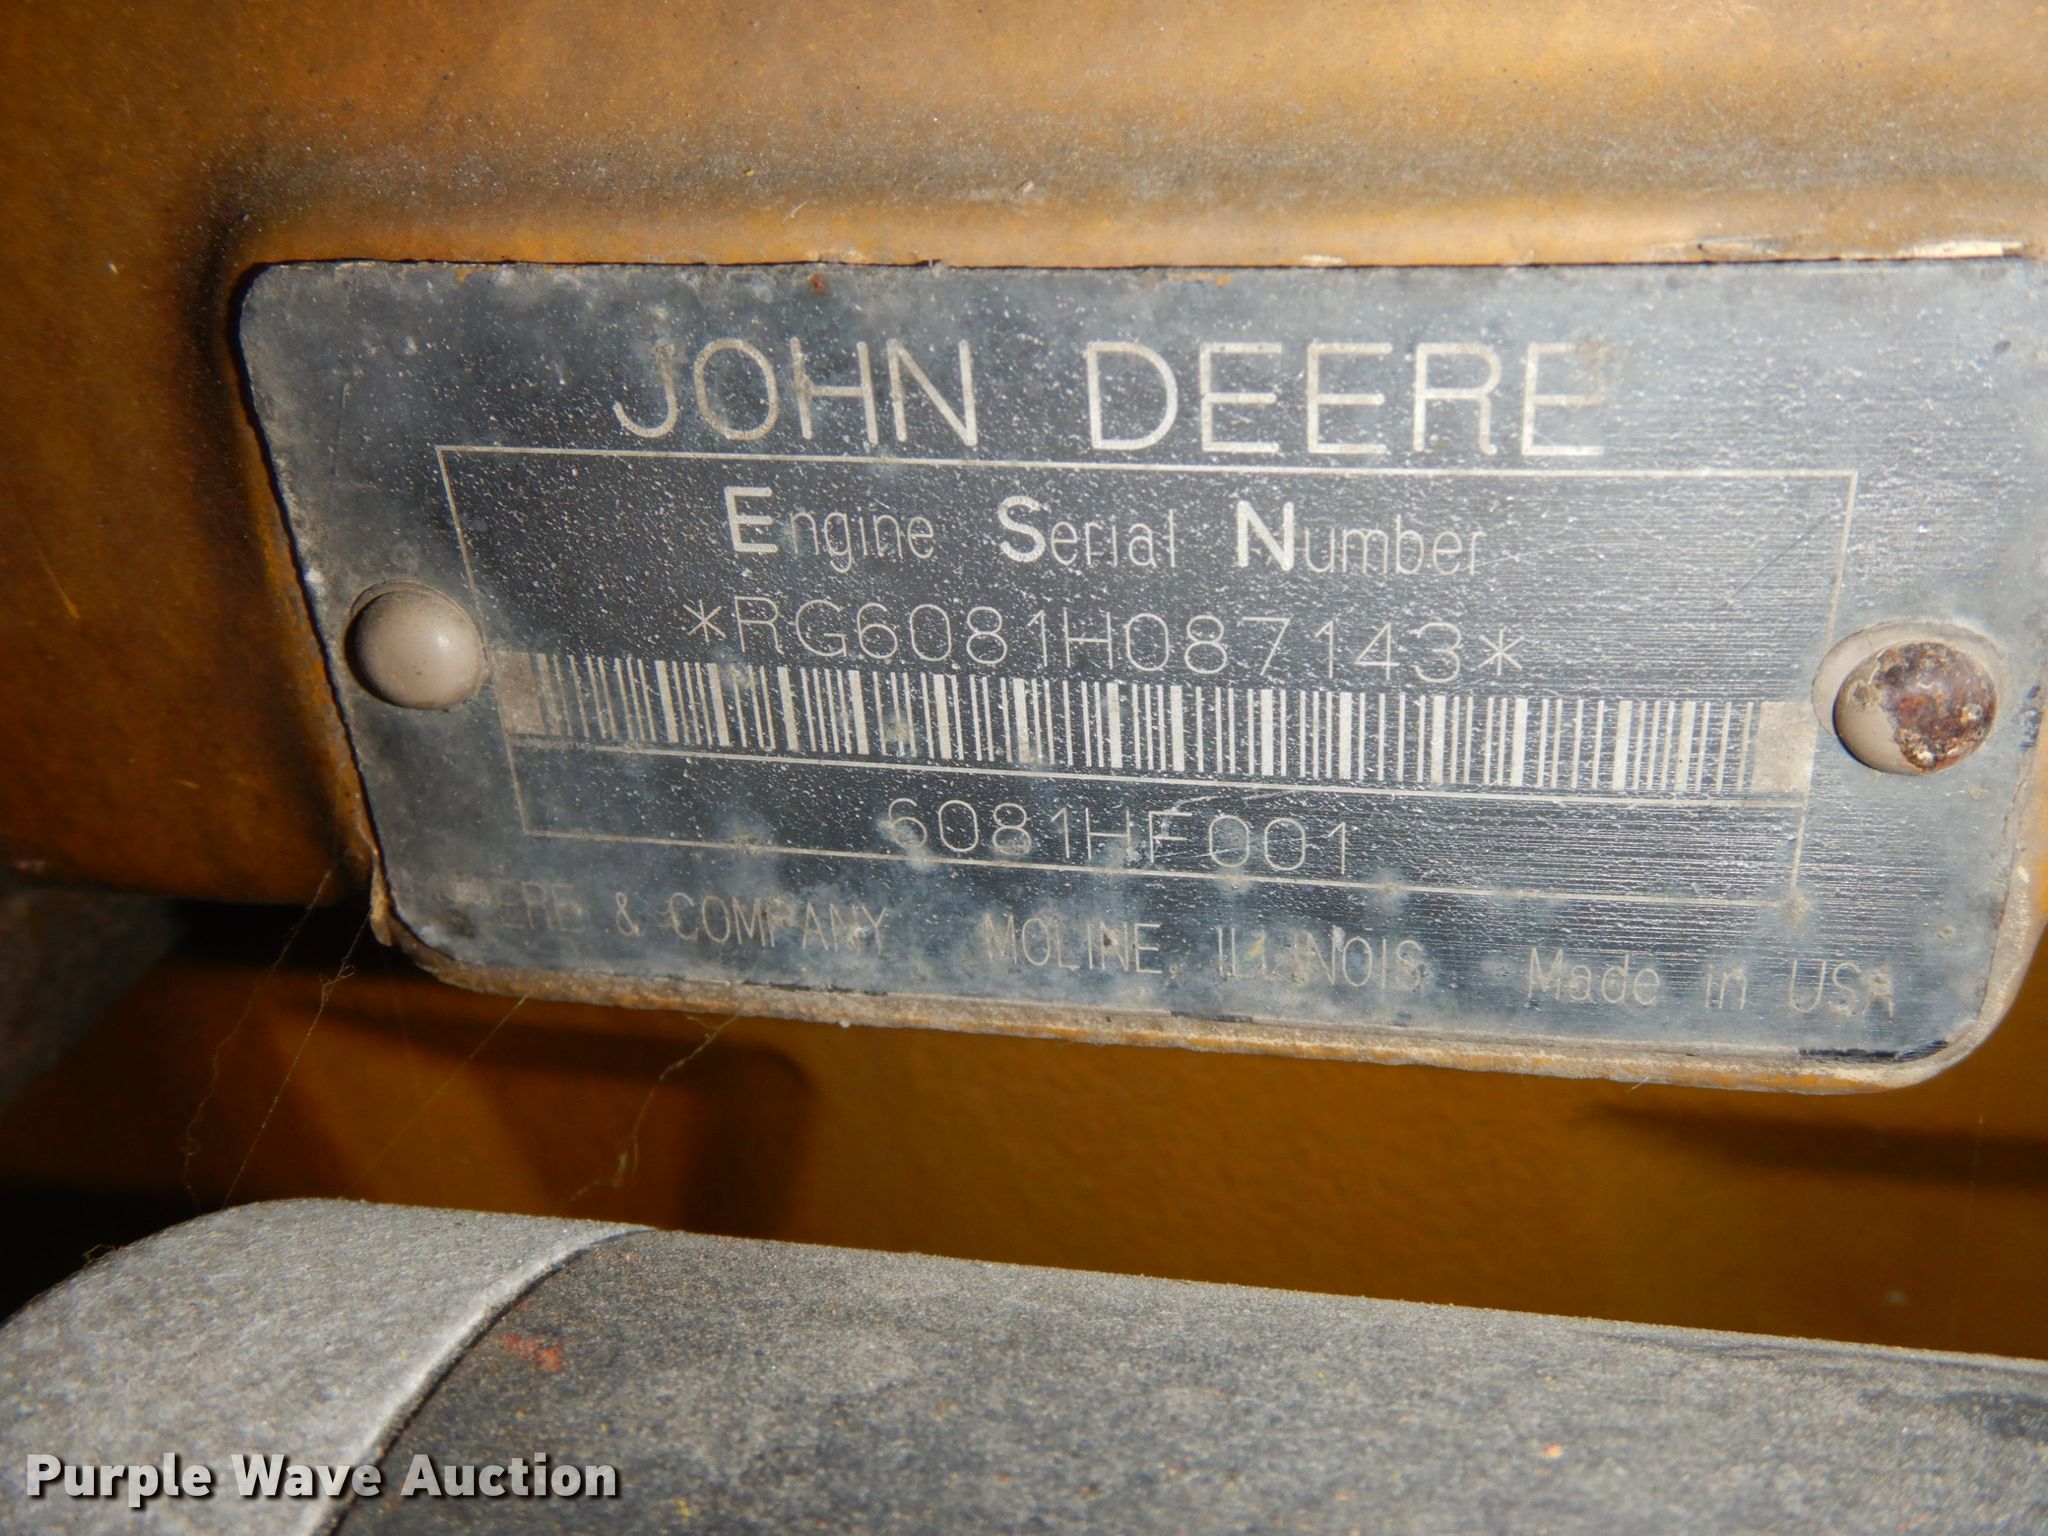 JOHN DEERE
Engine Serial Number
*RG6081H087143*
6081HF001
DEERE & COMPANY MOLINE, ILLINOIS Made in USA
Purple Wave Auction